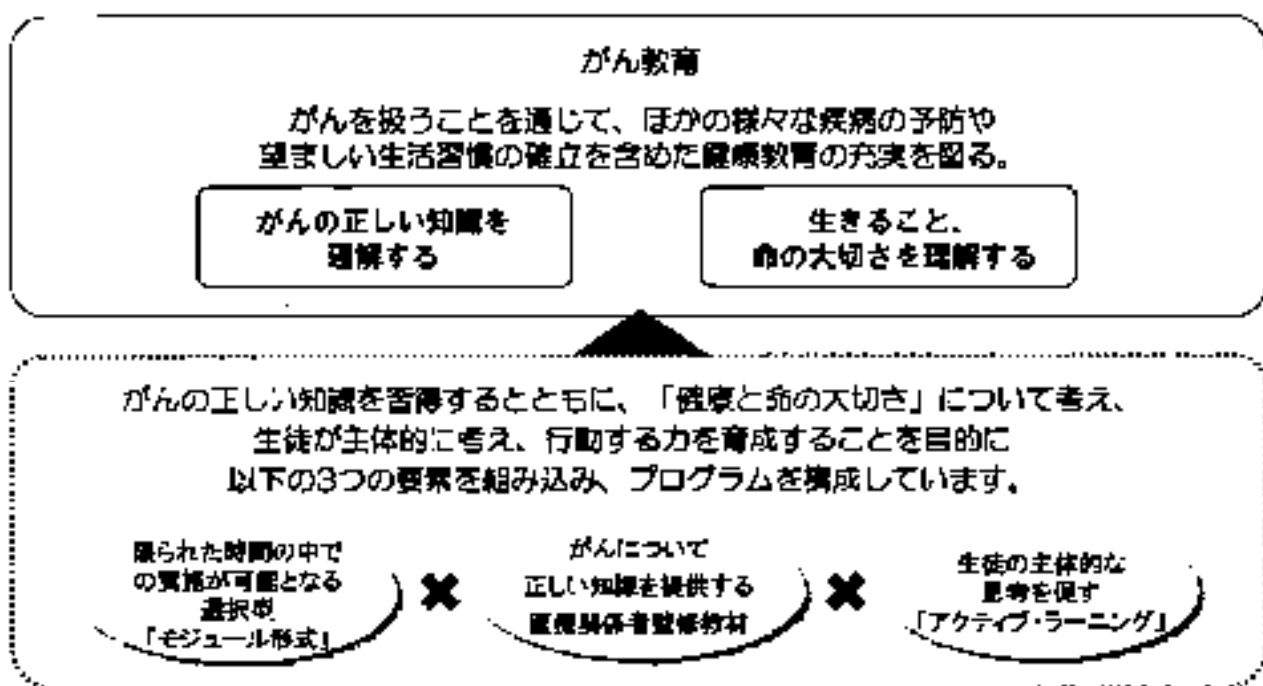 がん教育
がんを扱うことを通じて、ほかの様々な疾病の予防や
望ましい生活習慣の確立を含めた健康教育の充実を図る。
がんの正しい知識を
理解する
生きること、
命の大切さを理解する
がんの正しい知識を習得するとともに、「健康と命の大切さ」について考え、
生徒が主体的に考え、行動する力を育成することを目的に
以下の3つの要素を組み込み、プログラムを構成しています。
限られた時間の中で
の実施が可能となる
選択型
「モジュール形式」
×
がんについて
正しい知識を提供する
医療関係者監修教材
×
生徒の主体的な
思考を促す
「アクティブ・ラーニング」